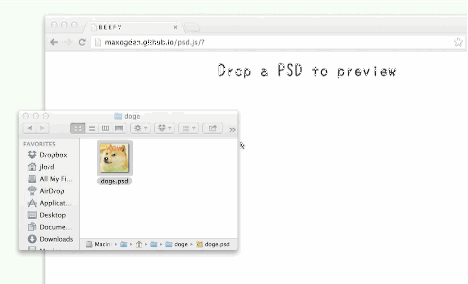 BEEF?
maxogden.github.io/psd.js/?
Drop a PSD to preview
doge
FAVORITES
Dropbox
jlord
All My Fi...
AirDrop
Applicat...
Desktop
Docume...
Downloads
doge.psd
Macin
doge
doge.psd